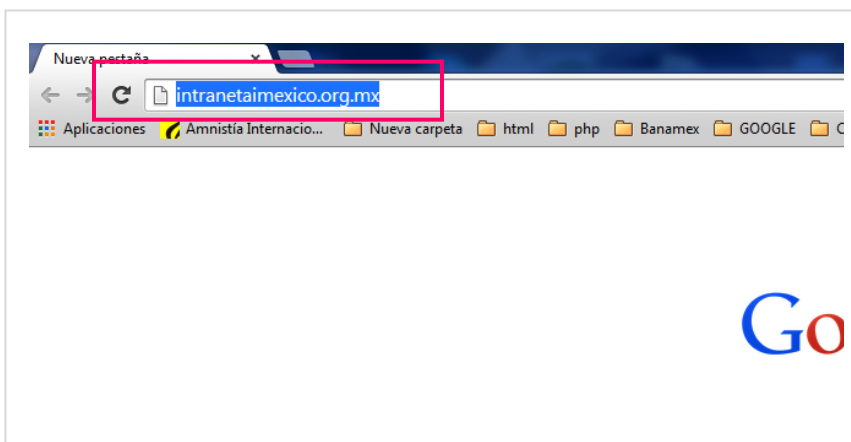 Nueva pestaña
intranetaimexico.org.mx
Aplicaciones Amnistía Internacio... Nueva carpeta html php Banamex GOOGLE
Go